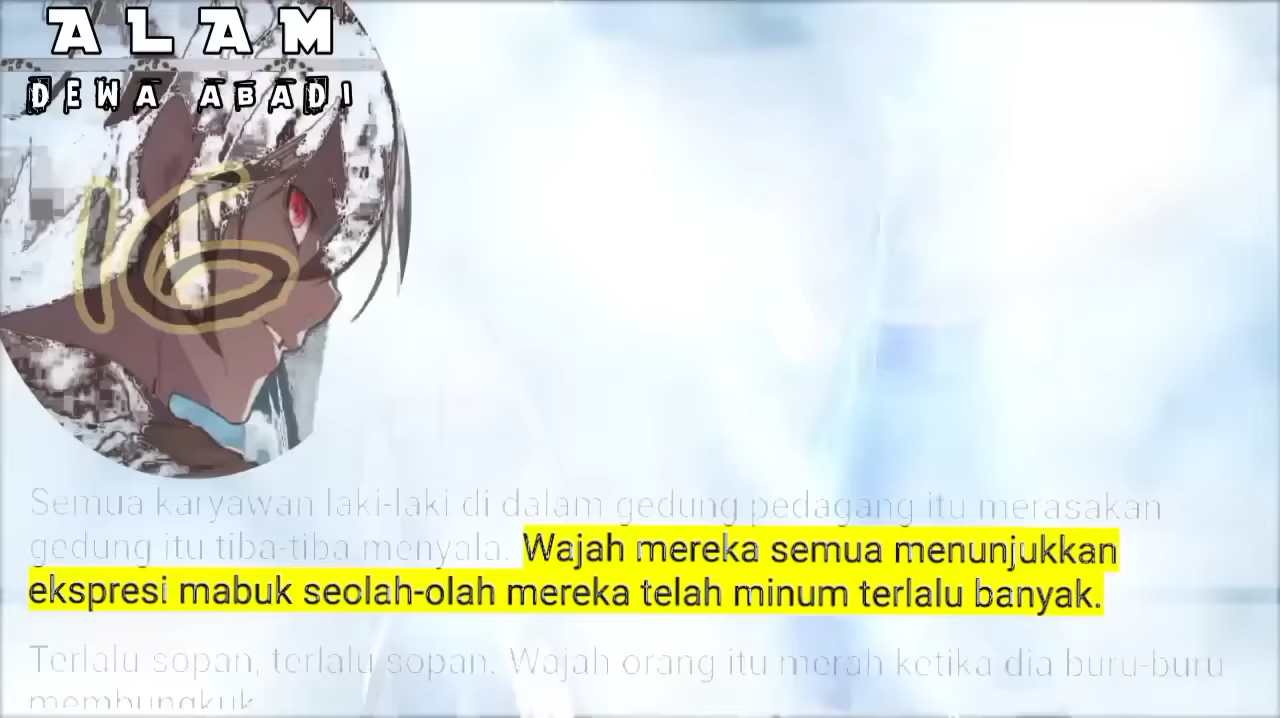 ALAM
DEWA ABADI
16
Semua karyawan laki-laki di dalam gedung pedagang itu merasakan
gedung itu tiba-tiba menyala. Wajah mereka semua menunjukkan
ekspresi mabuk seolah-olah mereka telah minum terlalu banyak.
Terlalu sopan, terlalu sopan. Wajah orang itu merah ketika dia buru-buru
membungkuk